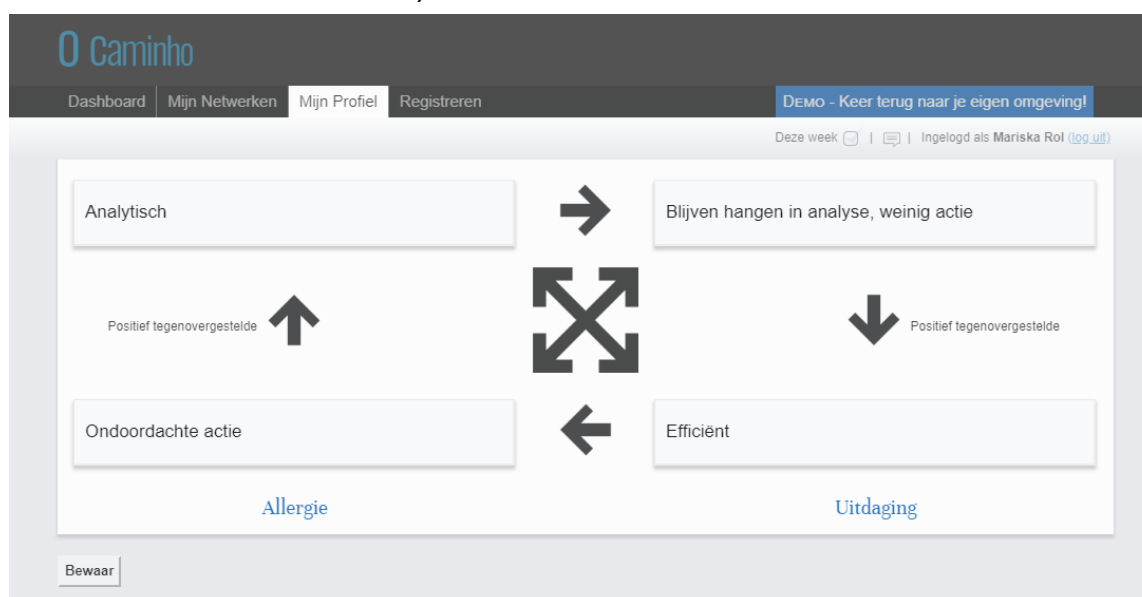 O Caminho
Dashboard Mijn Netwerken Mijn Profiel Registreren DEMO - Keer terug naar je eigen omgeving!
Deze week | | Ingelogd als Mariska Rol (log uit)
Analytisch Blijven hangen in analyse, weinig actie
Positief tegenovergestelde Positief tegenovergestelde
Ondoordachte actie Efficiënt
Allergie Uitdaging
Bewaar